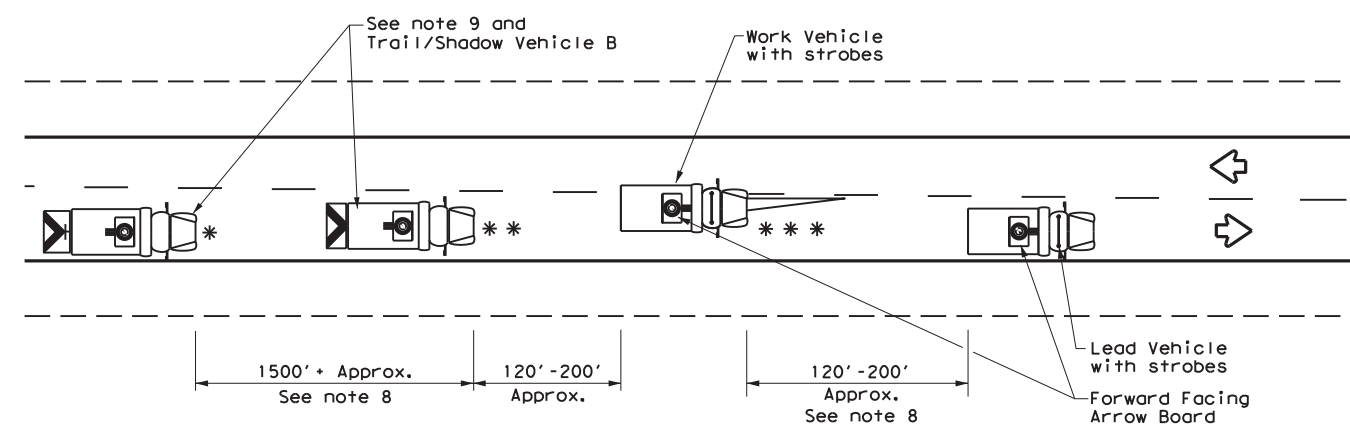 See note 9 and
Trail/Shadow Vehicle B
Work Vehicle
with strobes
*
* *
* * *
1500'+ Approx.
See note 8
120'-200'
Approx.
120'-200'
Approx.
See note 8
Lead Vehicle
with strobes
Forward Facing
Arrow Board